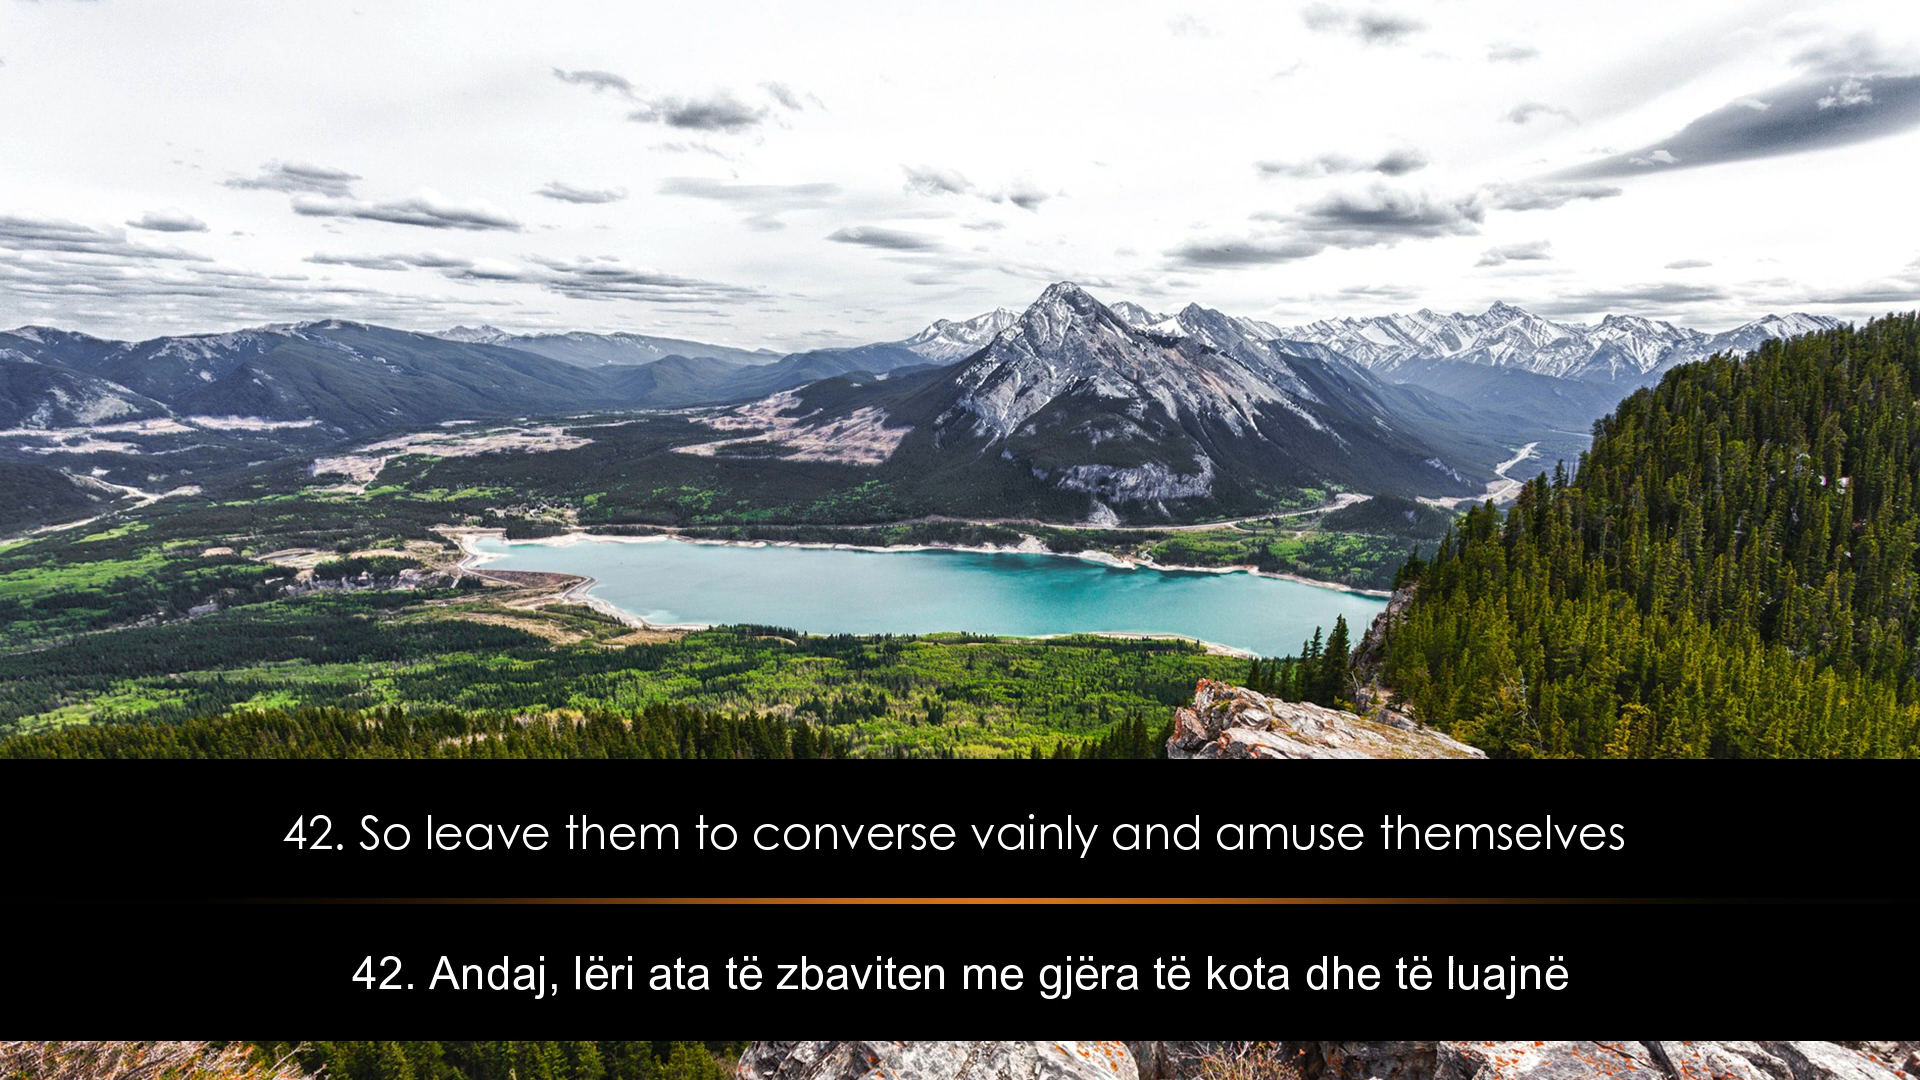 42. So leave them to converse vainly and amuse themselves
42. Andaj, lëri ata të zbaviten me gjëra të kota dhe të luajnë